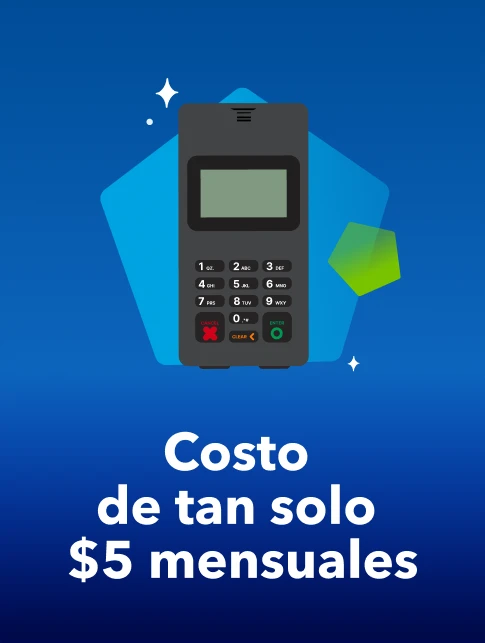 1 QZ. 2 ABC 3 DEF
4 GHI 5 JKL 6 MNO
7 PRS 8 TUV 9 WXY
CANCEL 0 ,*# ENTER
CLEAR
Costo
de tan solo
$5 mensuales